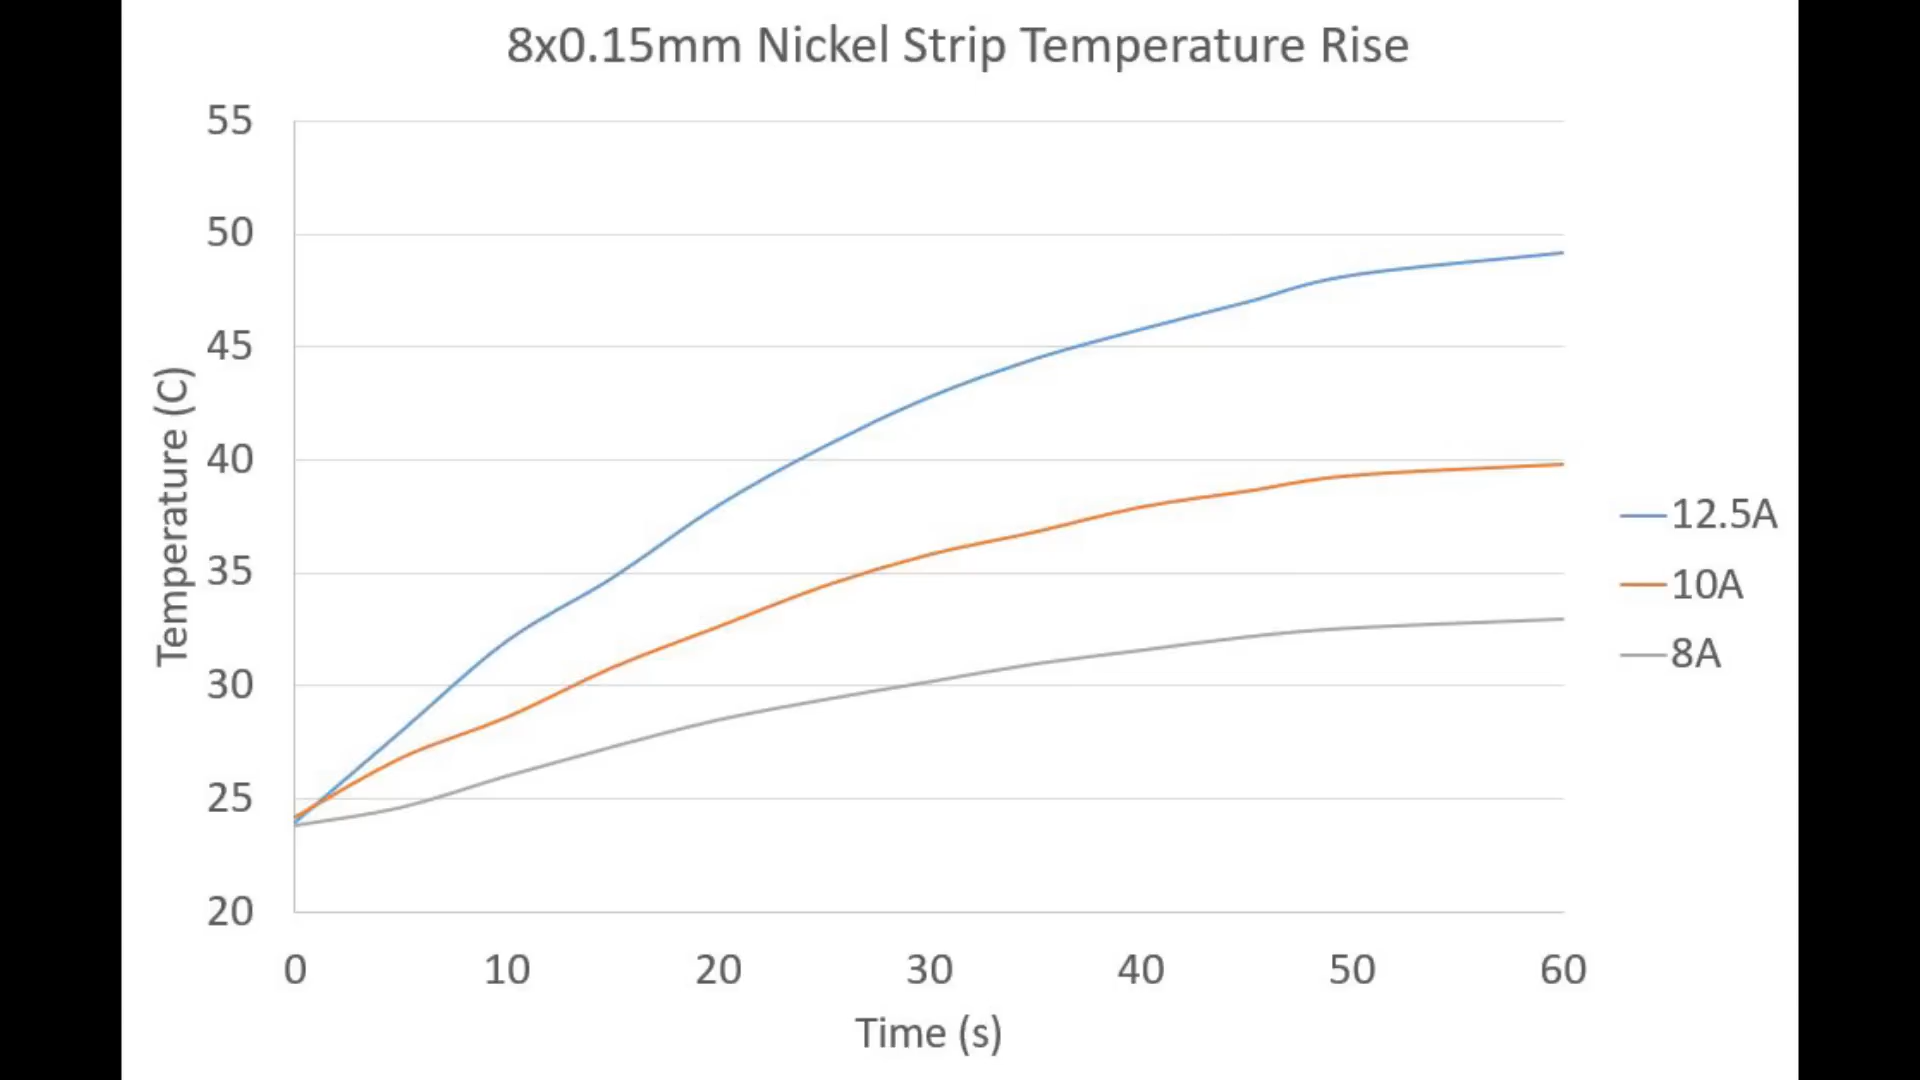 8x0.15mm Nickel Strip Temperature Rise
55
50
45
40
35
30
25
20
Temperature (C)
0 10 20 30 40 50 60
Time (s)
12.5A
10A
8A